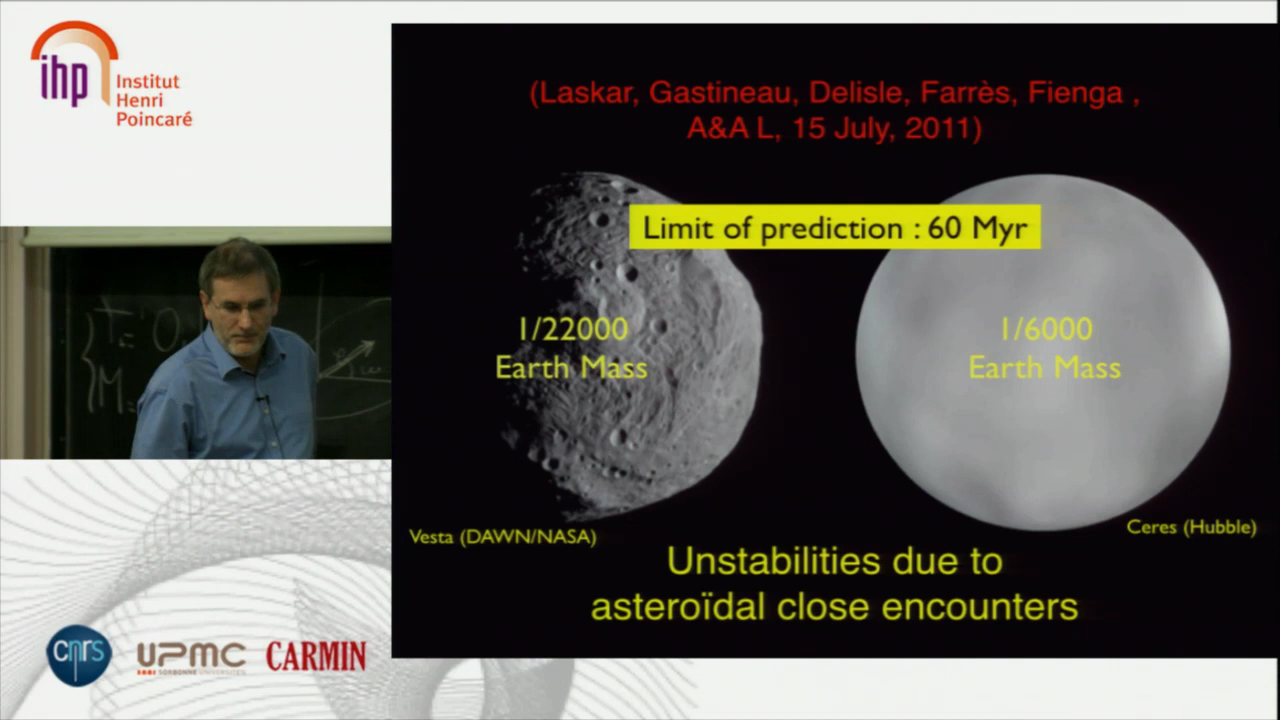 ihp
Institut
Henri
Poincaré
(Laskar, Gastineau, Delisle, Farrès, Fienga ,
A&A L, 15 July, 2011)
Limit of prediction : 60 Myr
1/22000
Earth Mass
1/6000
Earth Mass
Vesta (DAWN/NASA)
Ceres (Hubble)
Unstabilities due to
asteroïdal close encounters
cnrs
UPMC
SORBONNE UNIVERSITÉS
CARMIN